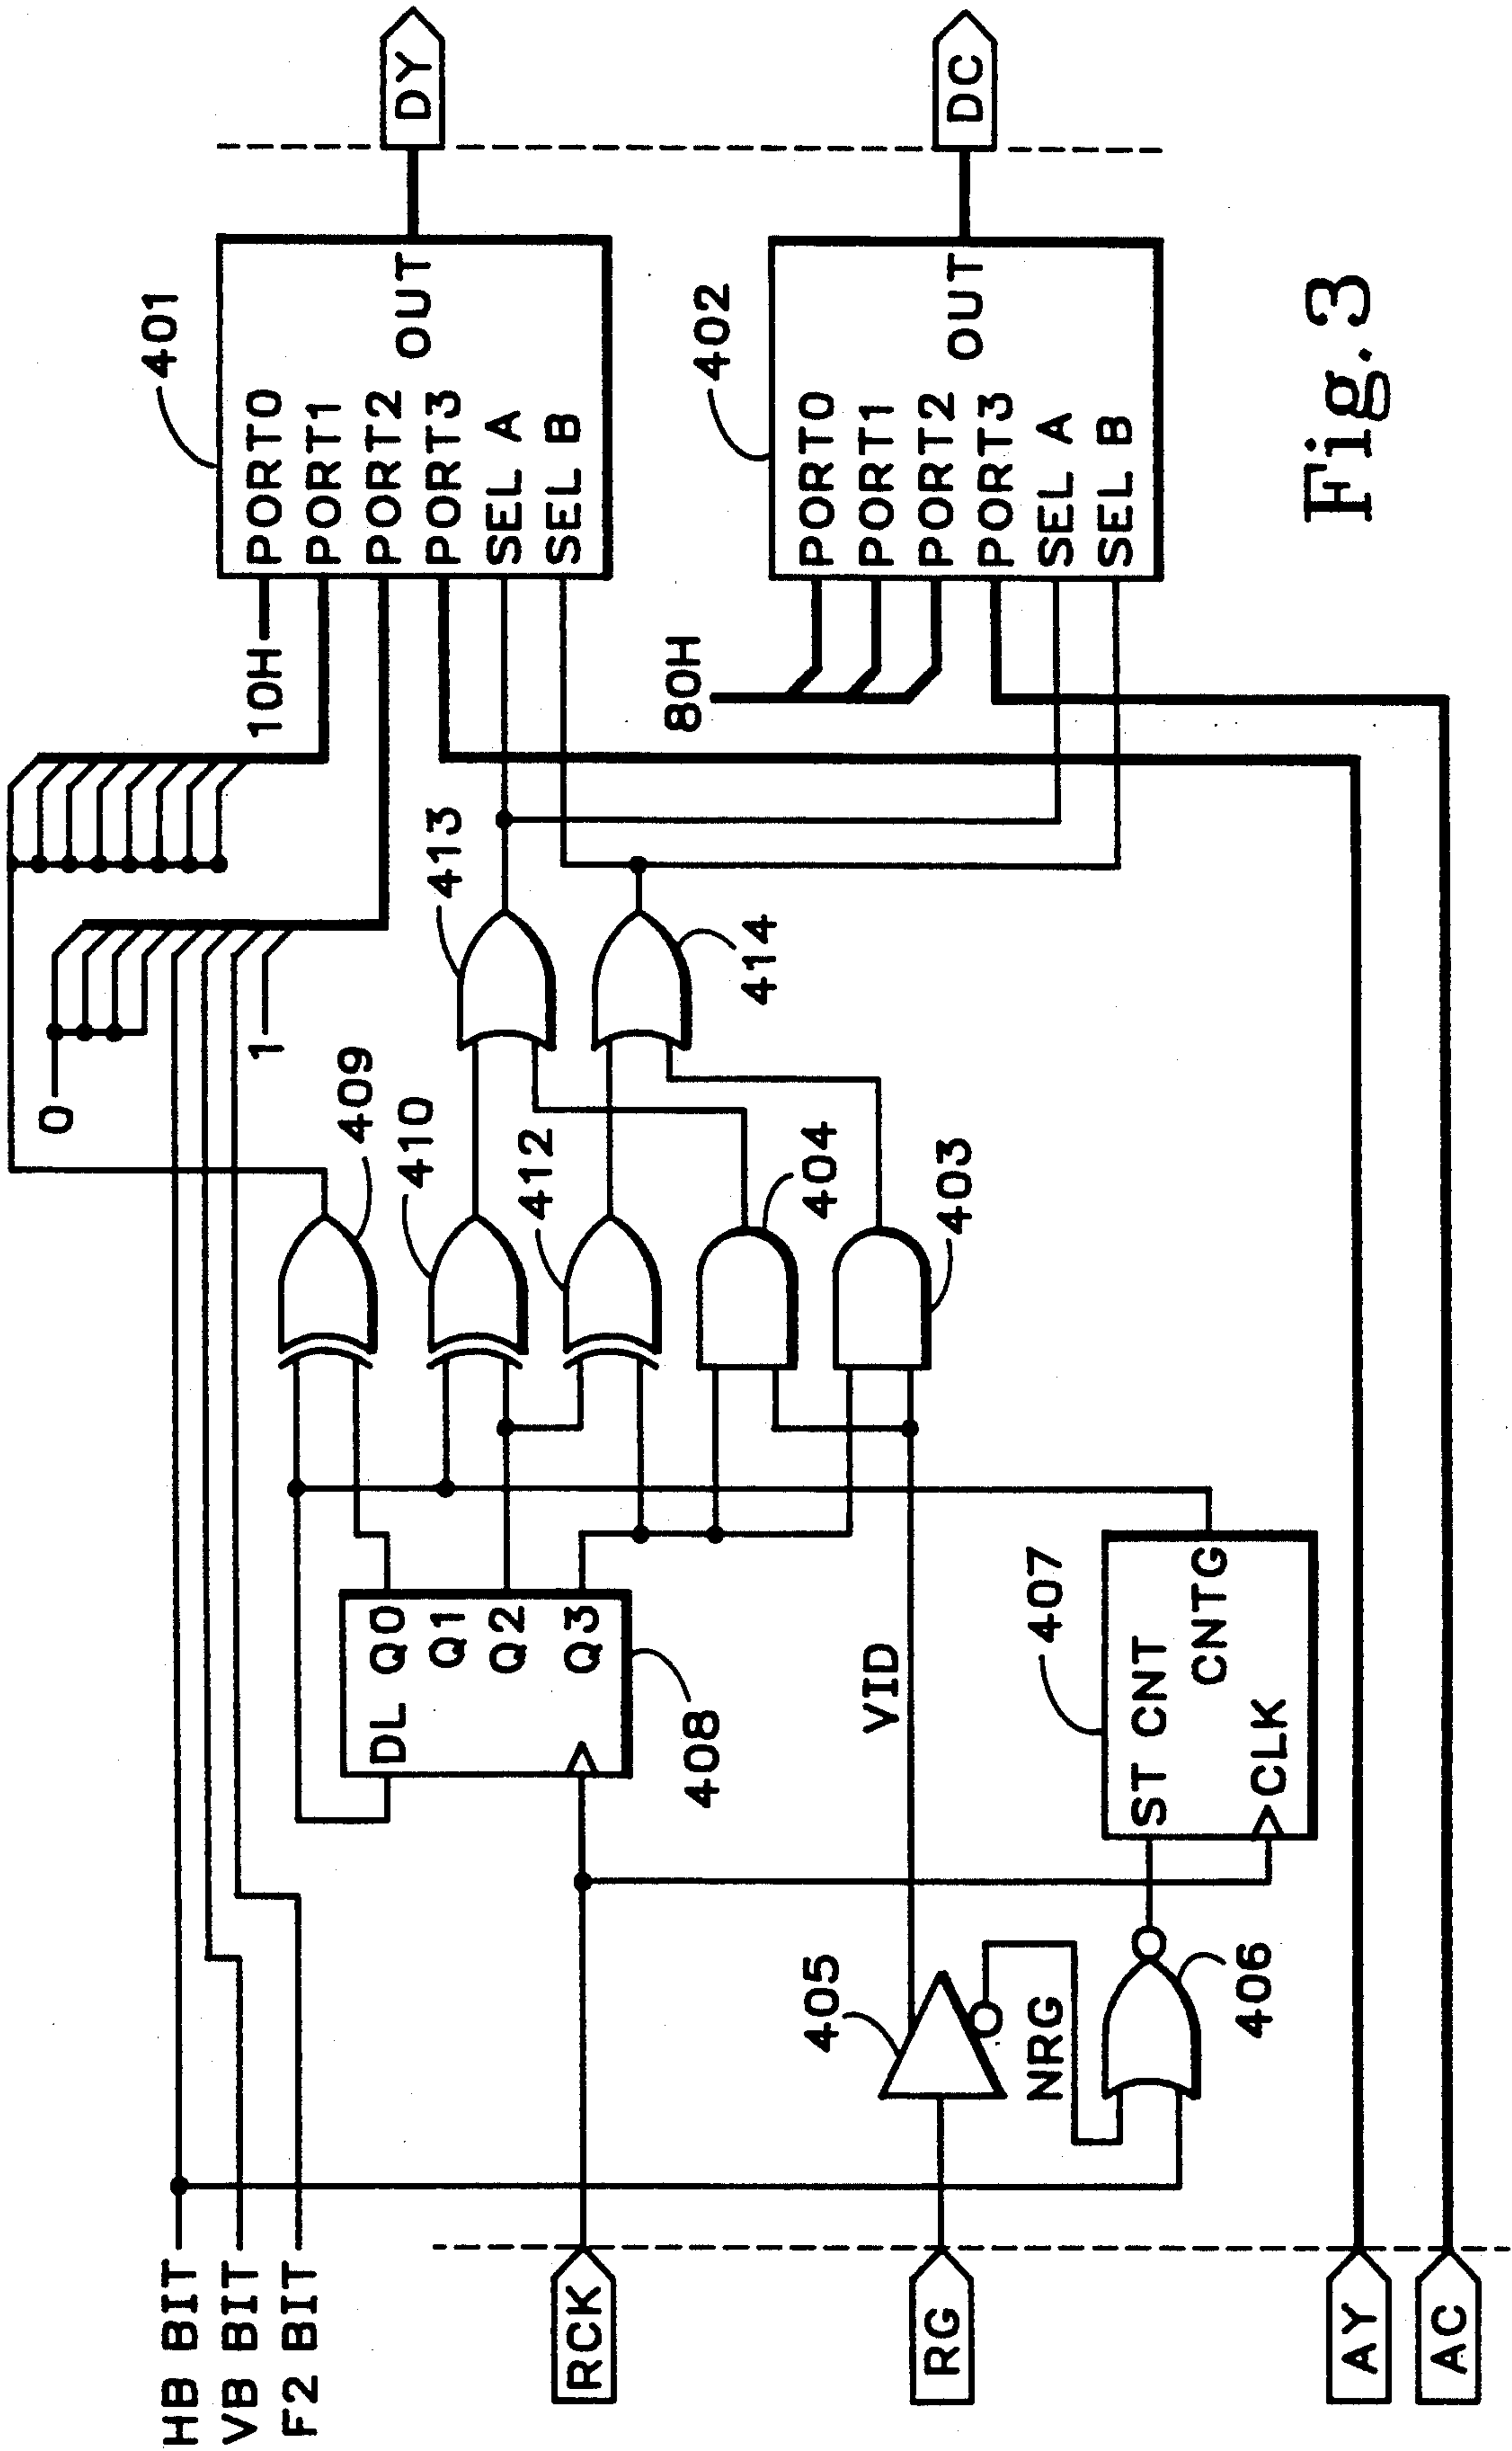 HB BIT
VB BIT
F2 BIT
RCK
RG
AY
AC
405
NRG
406
VID
407
ST CNT
CNTG
CLK
408
DL
Q0
Q1
Q2
Q3
409
410
412
404
403
0
1
413
414
10H
80H
401
PORT0
PORT1
PORT2
PORT3
SEL A
SEL B
OUT
402
PORT0
PORT1
PORT2
PORT3
SEL A
SEL B
OUT
DY
DC
Fig. 3